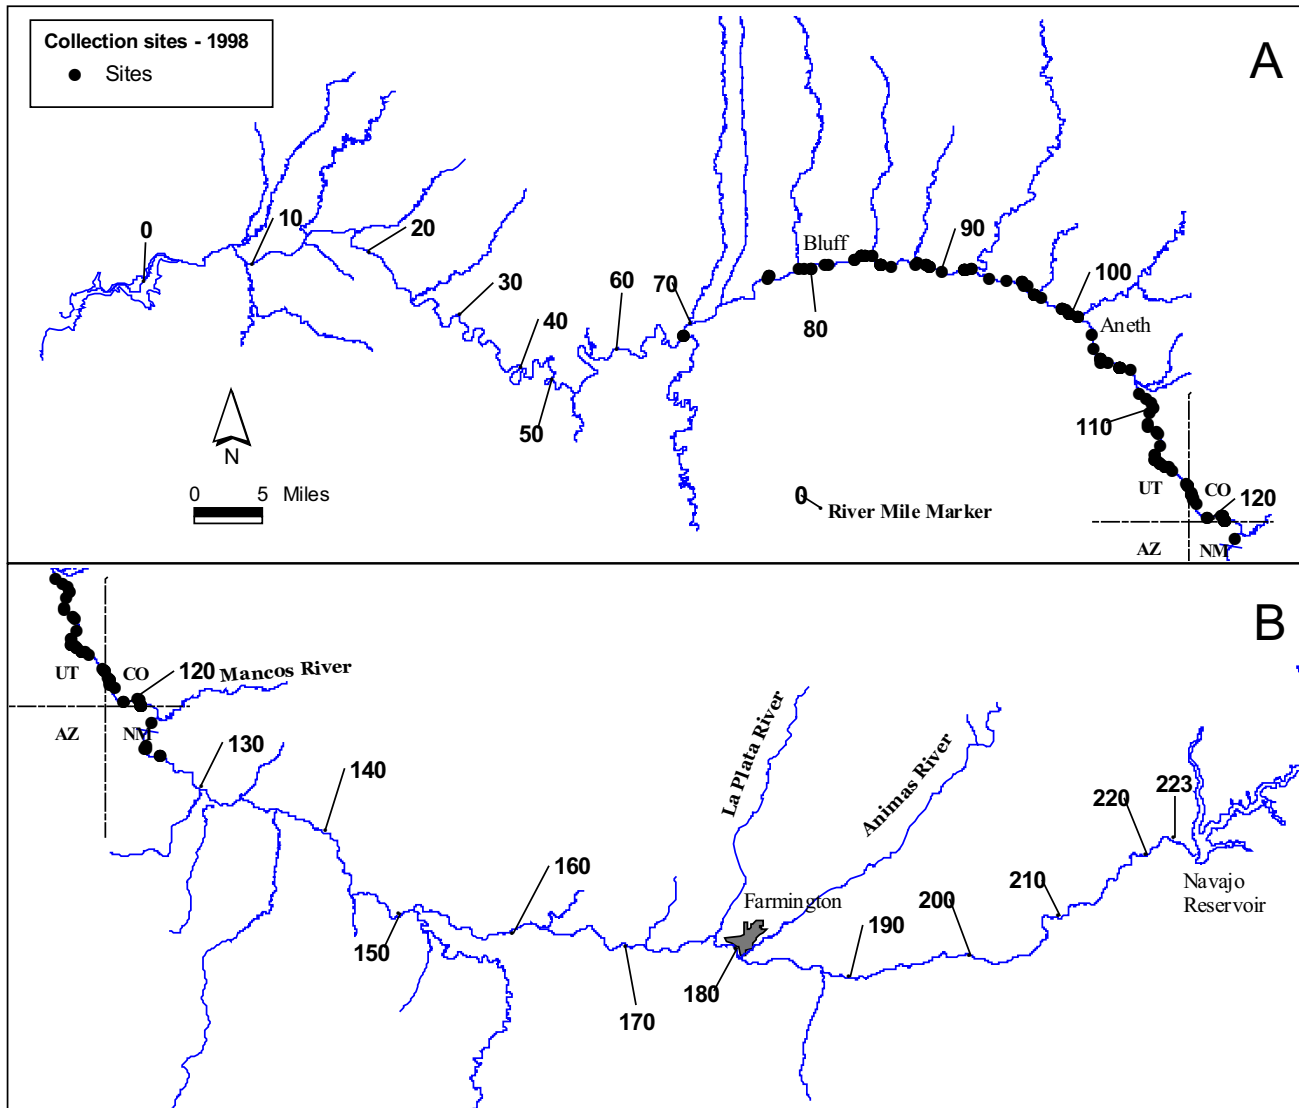 Collection sites - 1998
Sites
A
0
10
20
30
40
50
60
70
Bluff
80
90
100
Aneth
110
UT
CO
120
AZ
NM
N
0 5 Miles
0
River Mile Marker
B
UT
CO
120
Mancos River
AZ
NM
130
140
150
160
170
La Plata River
Animas River
Farmington
180
190
200
210
220
223
Navajo
Reservoir